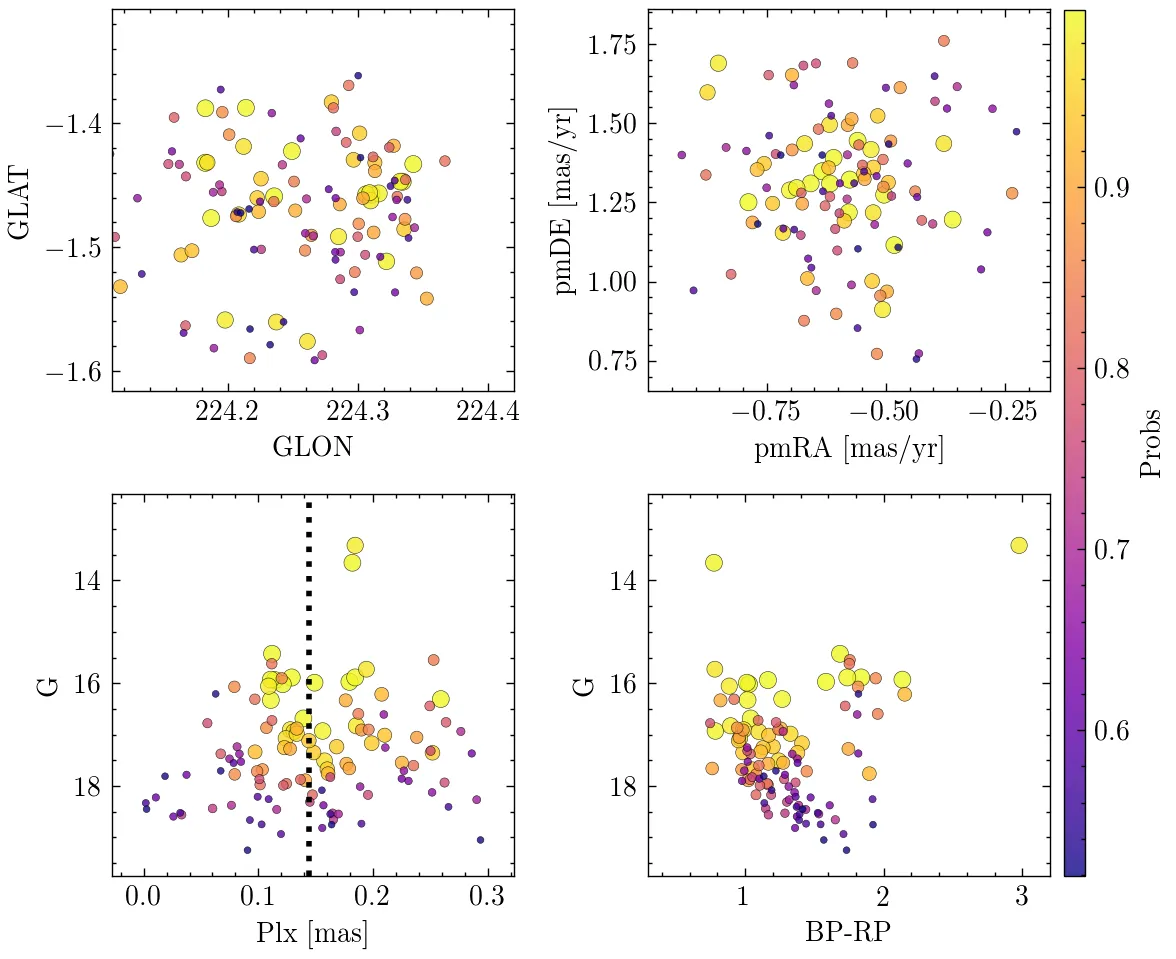 −1.4
−1.5
−1.6
GLAT
224.2 224.3 224.4
GLON
1.75
1.50
1.25
1.00
0.75
pmDE [mas/yr]
−0.75 −0.50 −0.25
pmRA [mas/yr]
14
16
18
G
0.0 0.1 0.2 0.3
Plx [mas]
14
16
18
G
1 2 3
BP-RP
0.9
0.8
0.7
0.6
Probs